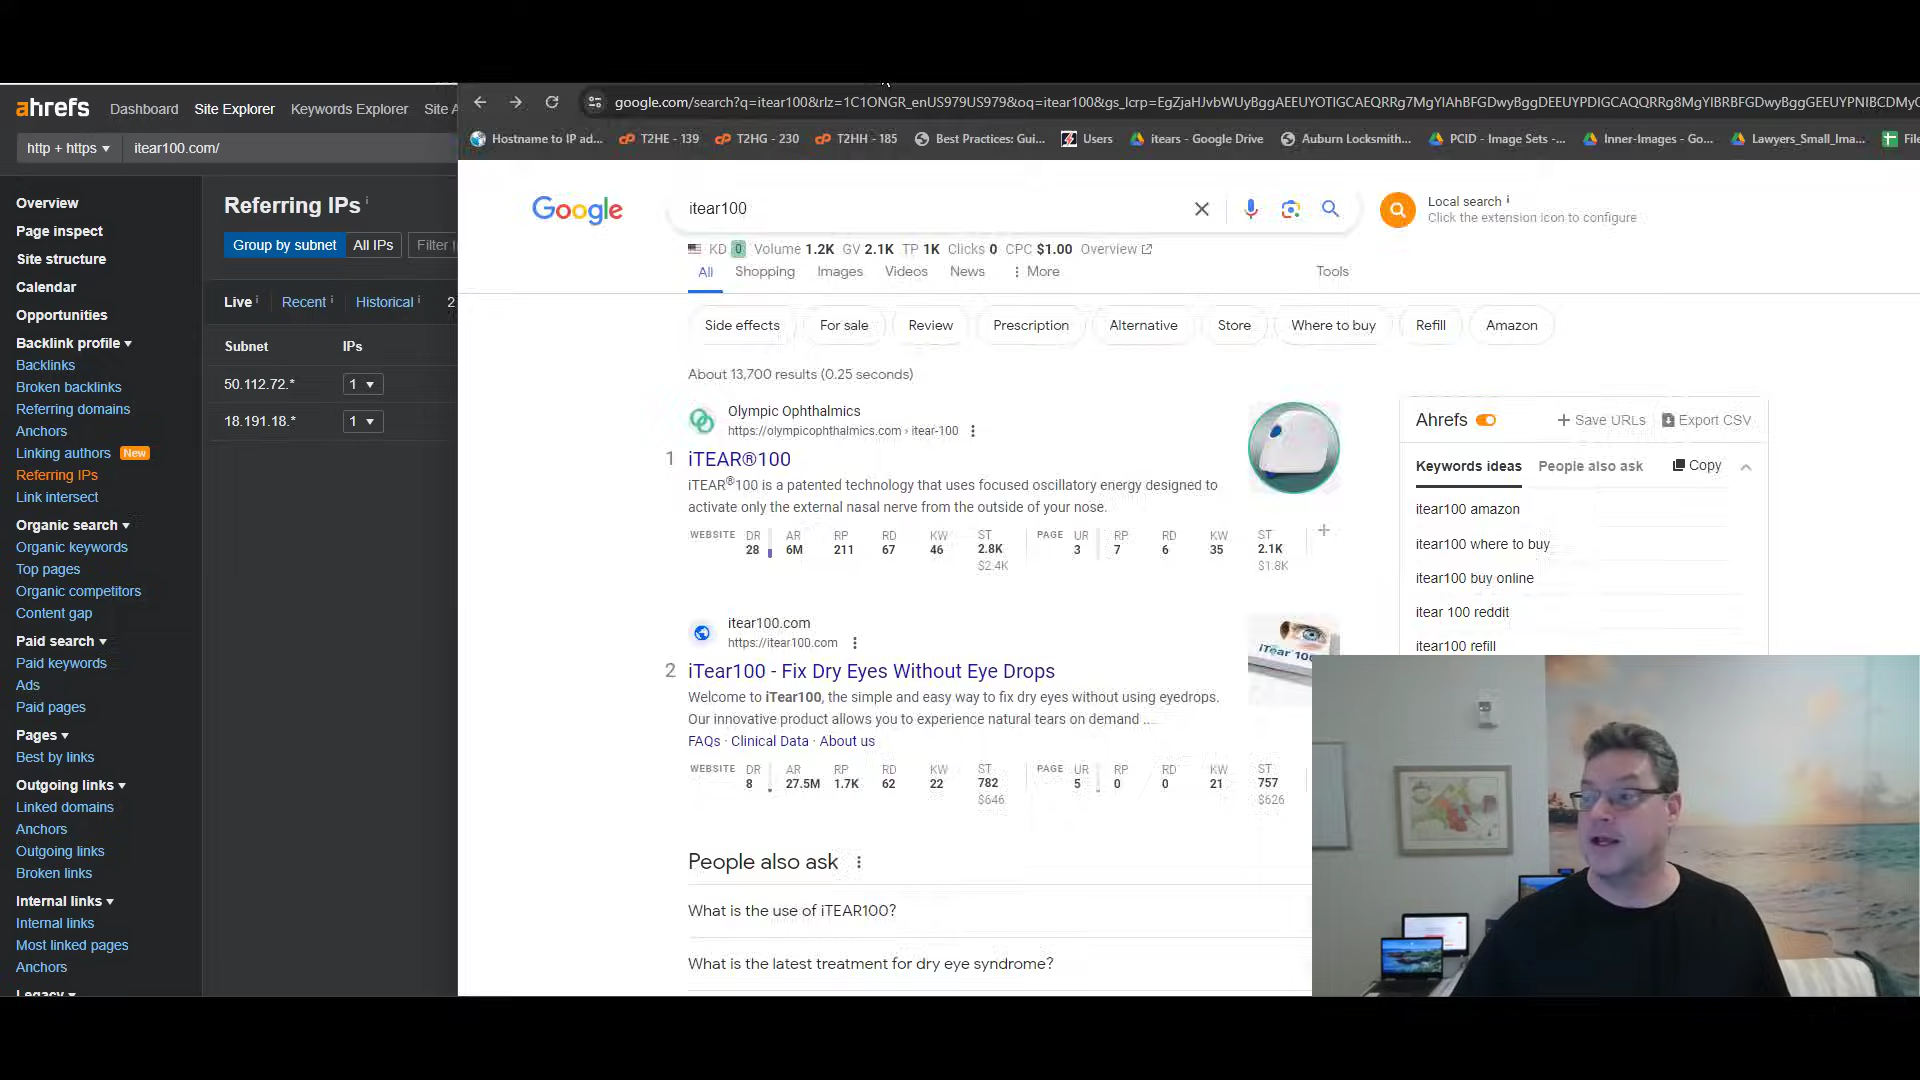 ahrefs Dashboard Site Explorer Keywords Explorer Site A
http + https itear100.com/
Overview
Page inspect
Site structure
Calendar
Opportunities
Backlink profile
Backlinks
Broken backlinks
Referring domains
Anchors
Linking authors New
Referring IPs
Link intersect
Organic search
Organic keywords
Top pages
Organic competitors
Content gap
Paid search
Paid keywords
Ads
Paid pages
Pages
Best by links
Outgoing links
Linked domains
Anchors
Outgoing links
Broken links
Internal links
Internal links
Most linked pages
Anchors
Legacy
Referring IPs
Group by subnet All IPs Filter
Live Recent Historical 2
Subnet IPs
50.112.72.* 1
18.191.18.* 1
google.com/search?q=itear100&rlz=1C1ONGR_enUS979US979&oq=itear100&gs_lcrp=EgZjaHJvbWUyBggAEEUYOTIGCAEQRRg7MgYIAhBFGDwyBggDEEUYPDIGCAQQRRg8MgYIBRBFGDwyBggGEEUYPNIBCDMyC
Hostname to IP ad... T2HE - 139 T2HG - 230 T2HH - 185 Best Practices: Gui... Users itears - Google Drive Auburn Locksmith... PCID - Image Sets -... Inner-Images - Go... Lawyers_Small_Ima... File
Google itear100
Local search
Click the extension icon to configure
KD 0 Volume 1.2K GV 2.1K TP 1K Clicks 0 CPC $1.00 Overview
All Shopping Images Videos News More Tools
Side effects For sale Review Prescription Alternative Store Where to buy Refill Amazon
About 13,700 results (0.25 seconds)
Olympic Ophthalmics
https://olympicophthalmics.com › itear-100
1 iTEAR®100
iTEAR®100 is a patented technology that uses focused oscillatory energy designed to
activate only the external nasal nerve from the outside of your nose.
WEBSITE DR AR RP RD KW ST PAGE UR RP RD KW ST
28 6M 211 67 46 2.8K 3 7 6 35 2.1K
$2.4K $1.8K
itear100.com
https://itear100.com
2 iTear100 - Fix Dry Eyes Without Eye Drops
Welcome to iTear100, the simple and easy way to fix dry eyes without using eyedrops.
Our innovative product allows you to experience natural tears on demand ...
FAQs · Clinical Data · About us
WEBSITE DR AR RP RD KW ST PAGE UR RP RD KW ST
8 27.5M 1.7K 62 22 782 5 0 0 21 757
$646 $626
iTear 100
People also ask
What is the use of iTEAR100?
What is the latest treatment for dry eye syndrome?
Ahrefs Save URLs Export CSV
Keywords ideas People also ask Copy
itear100 amazon
itear100 where to buy
itear100 buy online
itear 100 reddit
itear100 refill